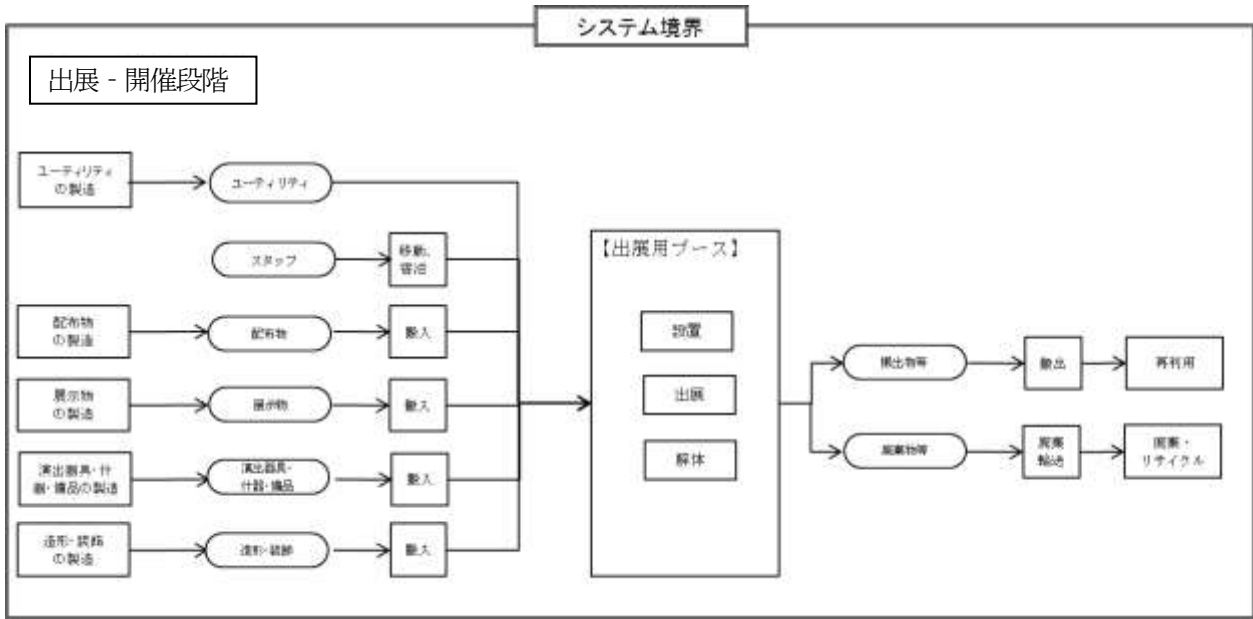 システム境界
出展‐開催段階
ユーティリティ
の製造
ユーティリティ
スタッフ
移動、
宿泊
配布物
の製造
配布物
搬入
展示物
の製造
展示物
搬入
演出器具・什
器・備品の製造
演出器具・
什器・備品
搬入
造形・装飾
の製造
造形・装飾
搬入
【出展用ブース】
設置
出展
解体
搬出物等
搬出
再利用
廃棄物等
廃棄
輸送
廃棄・
リサイクル